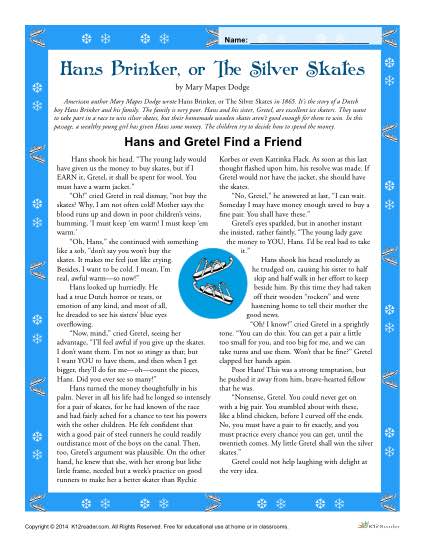 Name:
Hans Brinker, or The Silver Skates
by Mary Mapes Dodge
American author Mary Mapes Dodge wrote Hans Brinker, or The Silver Skates in 1865. It's the story of a Dutch
boy Hans Brinker and his family. The family is very poor. Hans and his sister, Gretel, are excellent ice skaters. They want
to take part in a race to win silver skates, but their homemade wooden skates aren't good enough for them to win. In this
passage, a wealthy young girl has given Hans some money. The children try to decide how to spend the money.
Hans and Gretel Find a Friend
Hans shook his head. "The young lady would
have given us the money to buy skates, but if I
EARN it, Gretel, it shall be spent for wool. You
must have a warm jacket."
"Oh!" cried Gretel in real dismay, "not buy the
skates? Why, I am not often cold! Mother says the
blood runs up and down in poor children's veins,
humming, 'I must keep 'em warm! I must keep 'em
warm.'
"Oh, Hans," she continued with something
like a sob, "don't say you won't buy the
skates. It makes me feel just like crying.
Besides, I want to be cold. I mean, I'm
real, awful warm—so now!"
Hans looked up hurriedly. He
had a true Dutch horror of tears, or
emotion of any kind, and most of all,
he dreaded to see his sisters' blue eyes
overflowing.
"Now, mind," cried Gretel, seeing her
advantage, "I'll feel awful if you give up the skates.
I don't want them. I'm not so stingy as that; but
I want YOU to have them, and then when I get
bigger, they'll do for me—oh—count the pieces,
Hans. Did you ever see so many!"
Hans turned the money thoughtfully in his
palm. Never in all his life had he longed so intensely
for a pair of skates, for he had known of the race
and had fairly ached for a chance to test his powers
with the other children. He felt confident that
with a good pair of steel runners he could readily
outdistance most of the boys on the canal. Then,
too, Gretel's argument was plausible. On the other
hand, he knew that she, with her strong but lithe
little frame, needed but a week's practice on good
runners to make her a better skater than Rychie
Korbes or even Katrinka Flack. As soon as this last
thought flashed upon him, his resolve was made. If
Gretel would not have the jacket, she should have
the skates.
"No, Gretel," he answered at last, "I can wait.
Someday I may have money enough saved to buy a
fine pair. You shall have these."
Gretel's eyes sparkled, but in another instant
she insisted, rather faintly, "The young lady gave
the money to YOU, Hans. I'd be real bad to take
it."
Hans shook his head resolutely as
he trudged on, causing his sister to half
skip and half walk in her effort to keep
beside him. By this time they had taken
off their wooden "rockers" and were
hastening home to tell their mother the
good news.
"Oh! I know!" cried Gretel in a sprightly
tone. "You can do this. You can get a pair a little
too small for you, and too big for me, and we can
take turns and use them. Won't that be fine?" Gretel
clapped her hands again.
Poor Hans! This was a strong temptation, but
he pushed it away from him, brave-hearted fellow
that he was.
"Nonsense, Gretel. You could never get on
with a big pair. You stumbled about with these,
like a blind chicken, before I curved off the ends.
No, you must have a pair to fit exactly, and you
must practice every chance you can get, until the
twentieth comes. My little Gretel shall win the silver
skates."
Gretel could not help laughing with delight at
the very idea.
Copyright © 2014 K12reader.com. All Rights Reserved. Free for educational use at home or in classrooms.
K12Reader